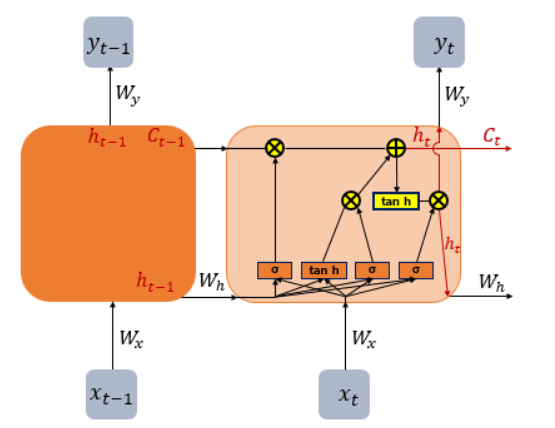 y_{t-1} y_t
W_y W_y
h_{t-1} C_{t-1} h_t C_t
tan h
h_t
σ tan h σ σ
h_{t-1} W_h W_h
W_x W_x
x_{t-1} x_t